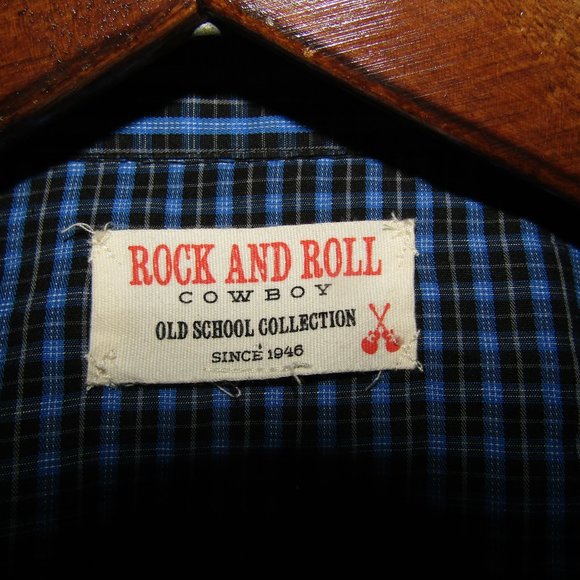 ROCK AND ROLL
COWBOY
OLD SCHOOL COLLECTION
SINCE 1946